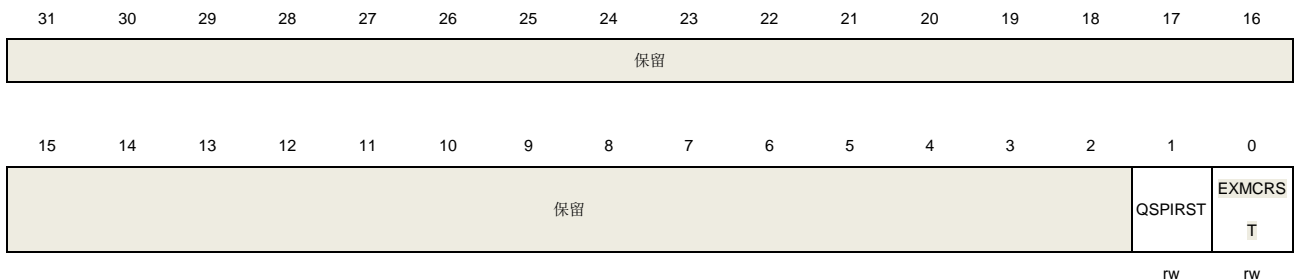 31 30 29 28 27 26 25 24 23 22 21 20 19 18 17 16
保留
15 14 13 12 11 10 9 8 7 6 5 4 3 2 1 0
保留 QSPIRST EXMCRS
T
rw rw